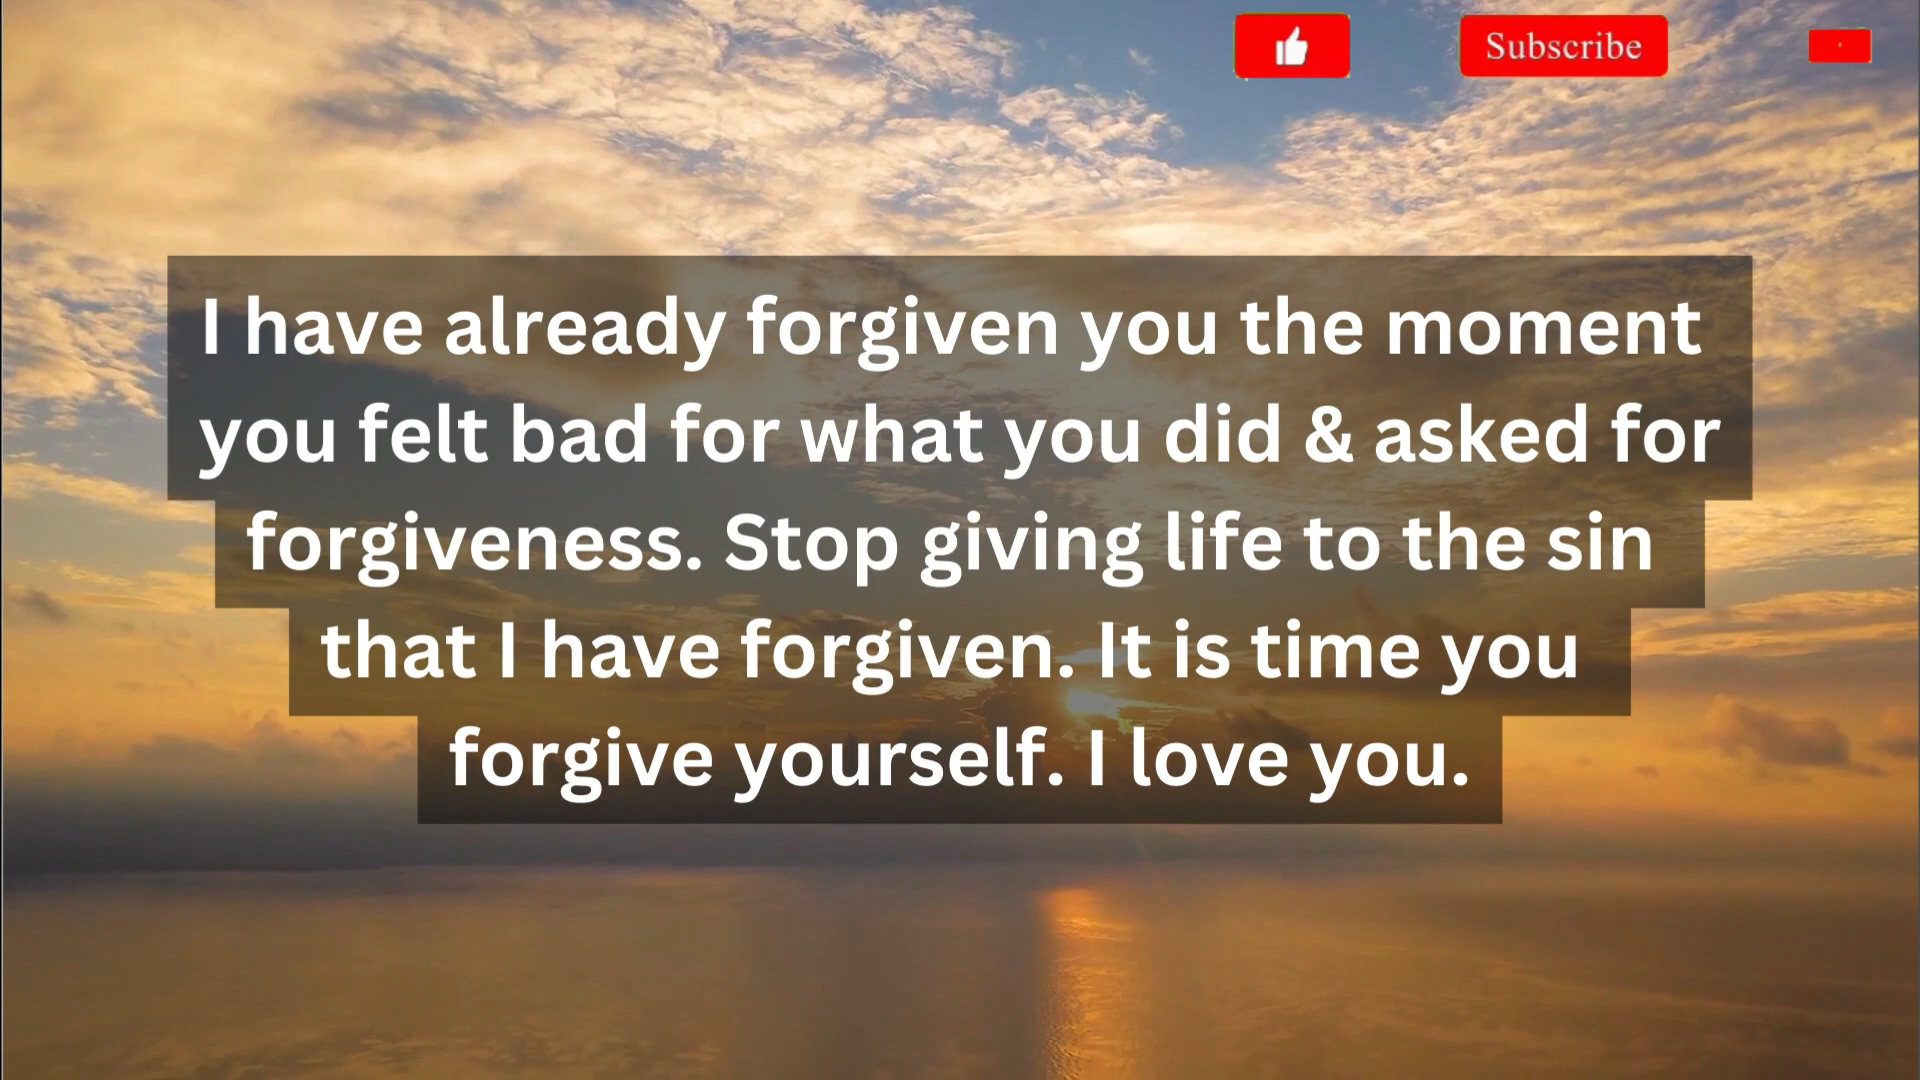 Subscribe
I have already forgiven you the moment
you felt bad for what you did & asked for
forgiveness. Stop giving life to the sin
that I have forgiven. It is time you
forgive yourself. I love you.